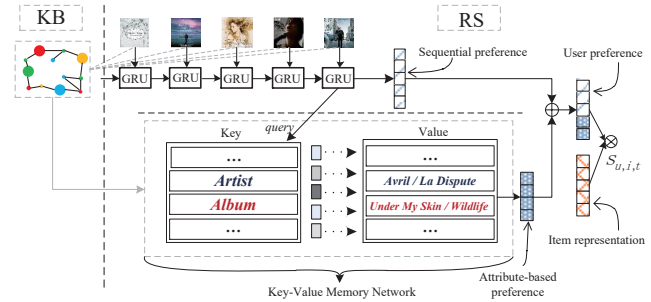 KB
RS
GRU
GRU
GRU
GRU
GRU
Sequential preference
User preference
query
Key
Value
...
...
Artist
Avril / La Dispute
Album
Under My Skin / Wildlife
...
...
S_{u,i,t}
Item representation
Attribute-based
preference
Key-Value Memory Network